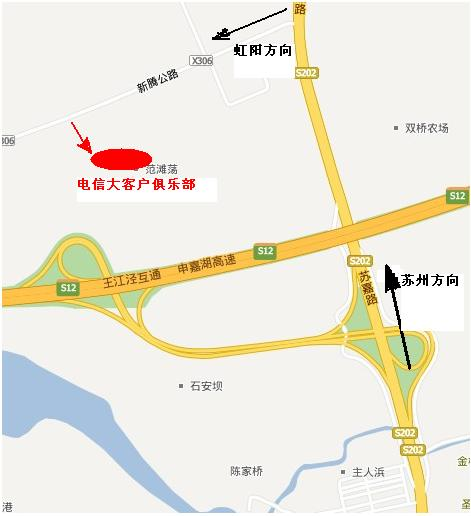 路
X306
虹阳方向
S202
新腾公路
双桥农场
306
范滩荡
电信大客户俱乐部
S12
S12
S12
S202
王江泾互通
申嘉湖高速
苏嘉路
苏州方向
石安坝
S202
S202
陈家桥
主人浜
港